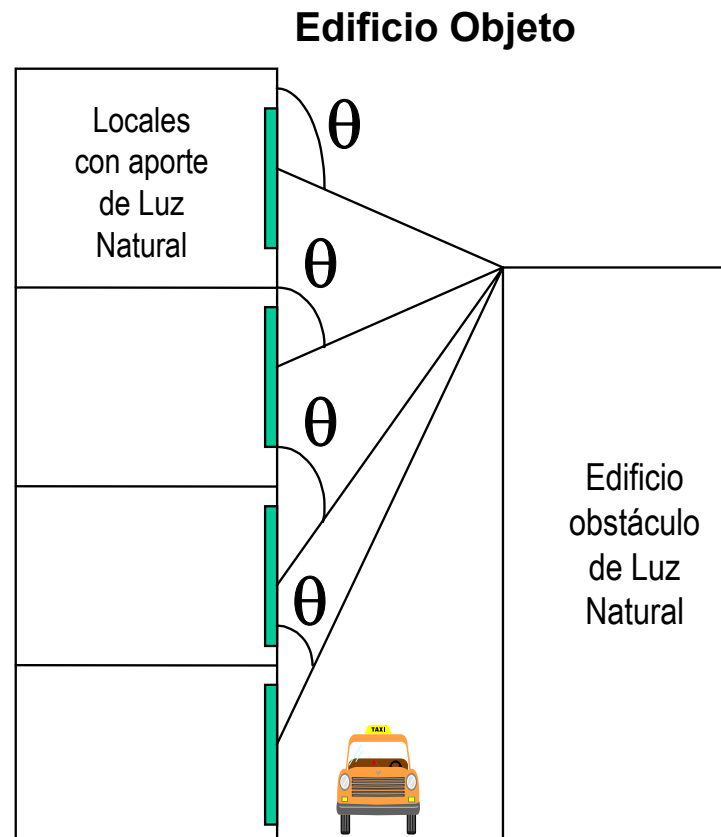 Edificio Objeto
Locales
con aporte
de Luz
Natural
θ
θ
θ
θ
Edificio
obstáculo
de Luz
Natural
TAXI